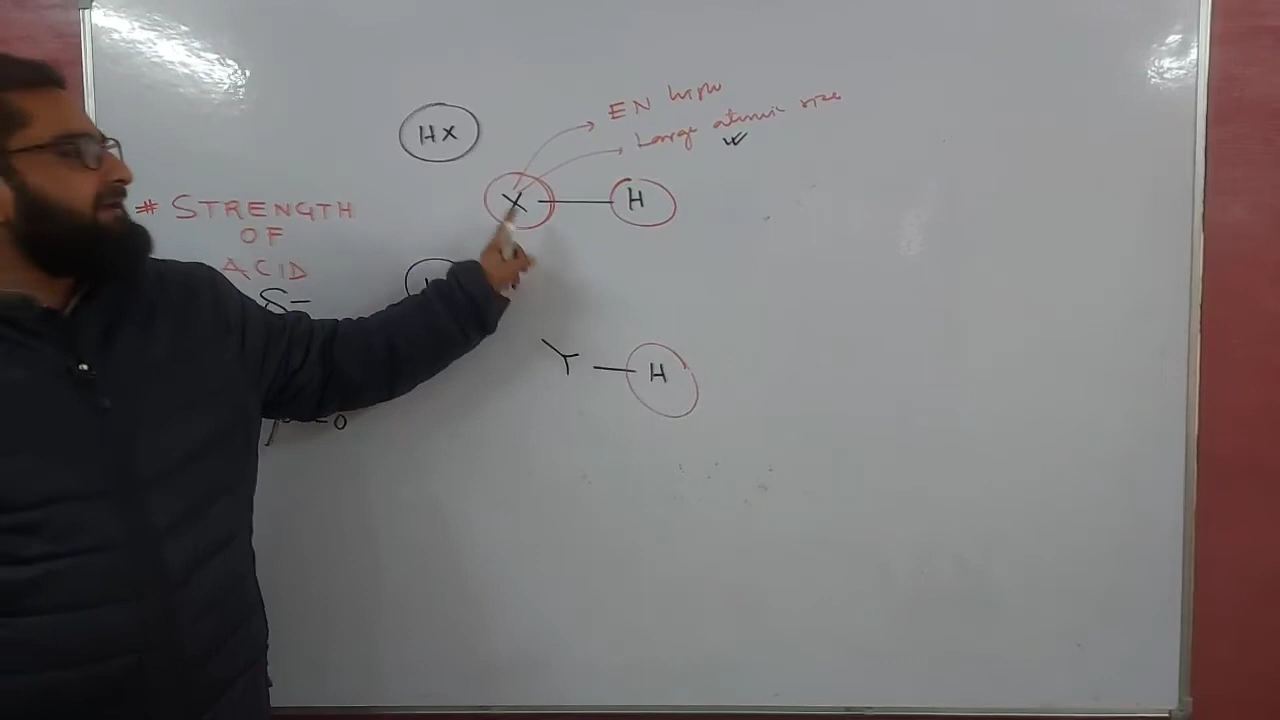 HX
EN high
Large atomic size
X — H
# STRENGTH
OF
ACID
δ−
Y — H